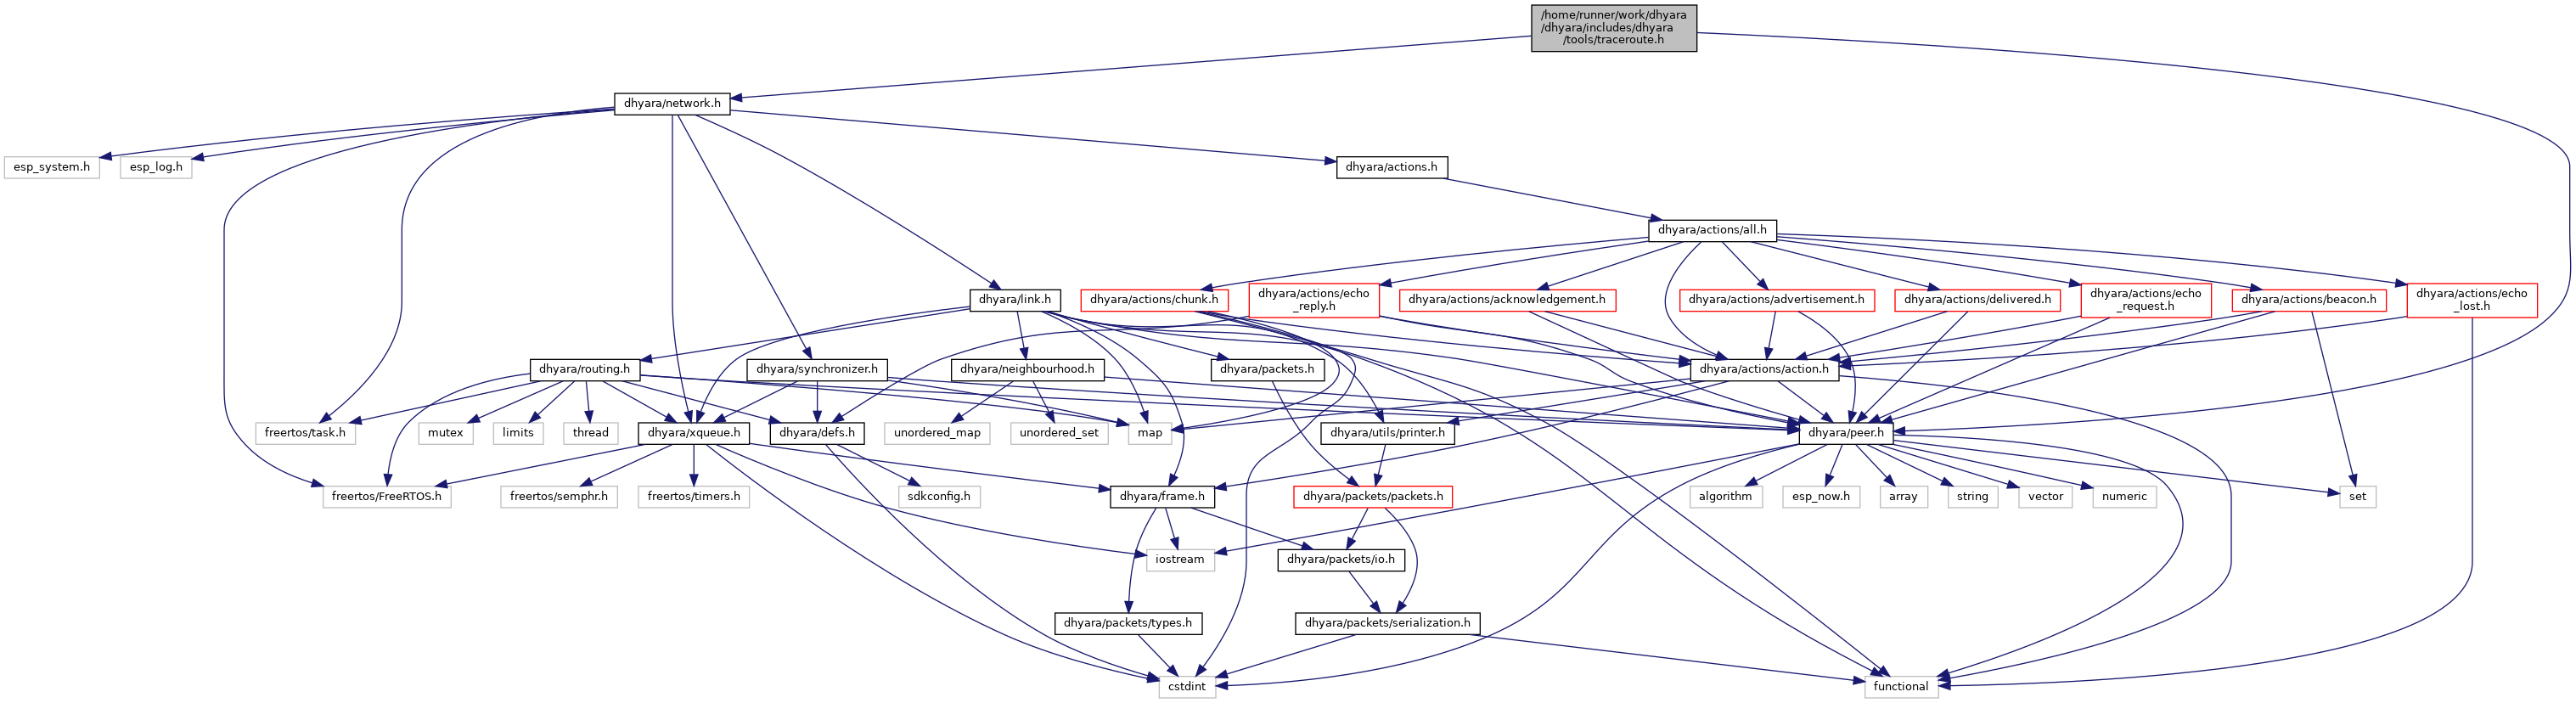 /home/runner/work/dhyara
/dhyara/includes/dhyara
/tools/traceroute.h
dhyara/network.h
esp_system.h
esp_log.h
dhyara/actions.h
dhyara/actions/all.h
dhyara/link.h
dhyara/actions/chunk.h
dhyara/actions/echo
_reply.h
dhyara/actions/acknowledgement.h
dhyara/actions/advertisement.h
dhyara/actions/delivered.h
dhyara/actions/echo
_request.h
dhyara/actions/beacon.h
dhyara/actions/echo
_lost.h
dhyara/routing.h
dhyara/synchronizer.h
dhyara/neighbourhood.h
dhyara/packets.h
dhyara/actions/action.h
freertos/task.h
mutex
limits
thread
dhyara/xqueue.h
dhyara/defs.h
unordered_map
unordered_set
map
dhyara/utils/printer.h
dhyara/peer.h
freertos/FreeRTOS.h
freertos/semphr.h
freertos/timers.h
sdkconfig.h
dhyara/frame.h
dhyara/packets/packets.h
algorithm
esp_now.h
array
string
vector
numeric
set
iostream
dhyara/packets/io.h
dhyara/packets/types.h
dhyara/packets/serialization.h
cstdint
functional